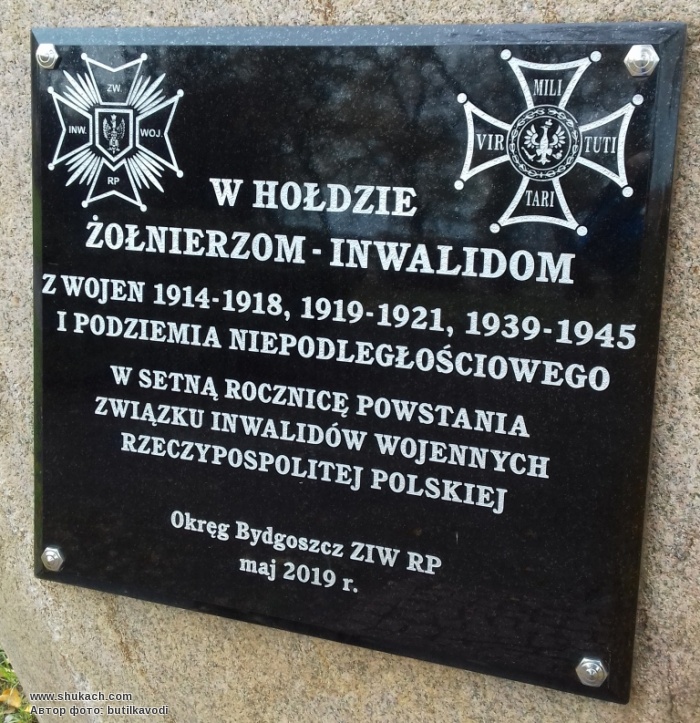 ZW.
INW. WOJ.
RP
MILI
VIR TUTI
TARI
W HOŁDZIE
ŻOŁNIERZOM - INWALIDOM
Z WOJEN 1914-1918, 1919-1921, 1939-1945
I PODZIEMIA NIEPODLEGŁOŚCIOWEGO
W SETNĄ ROCZNICĘ POWSTANIA
ZWIĄZKU INWALIDÓW WOJENNYCH
RZECZYPOSPOLITEJ POLSKIEJ
Okręg Bydgoszcz ZIW RP
maj 2019 r.
www.shukach.com
Автор фото: butilkavodi